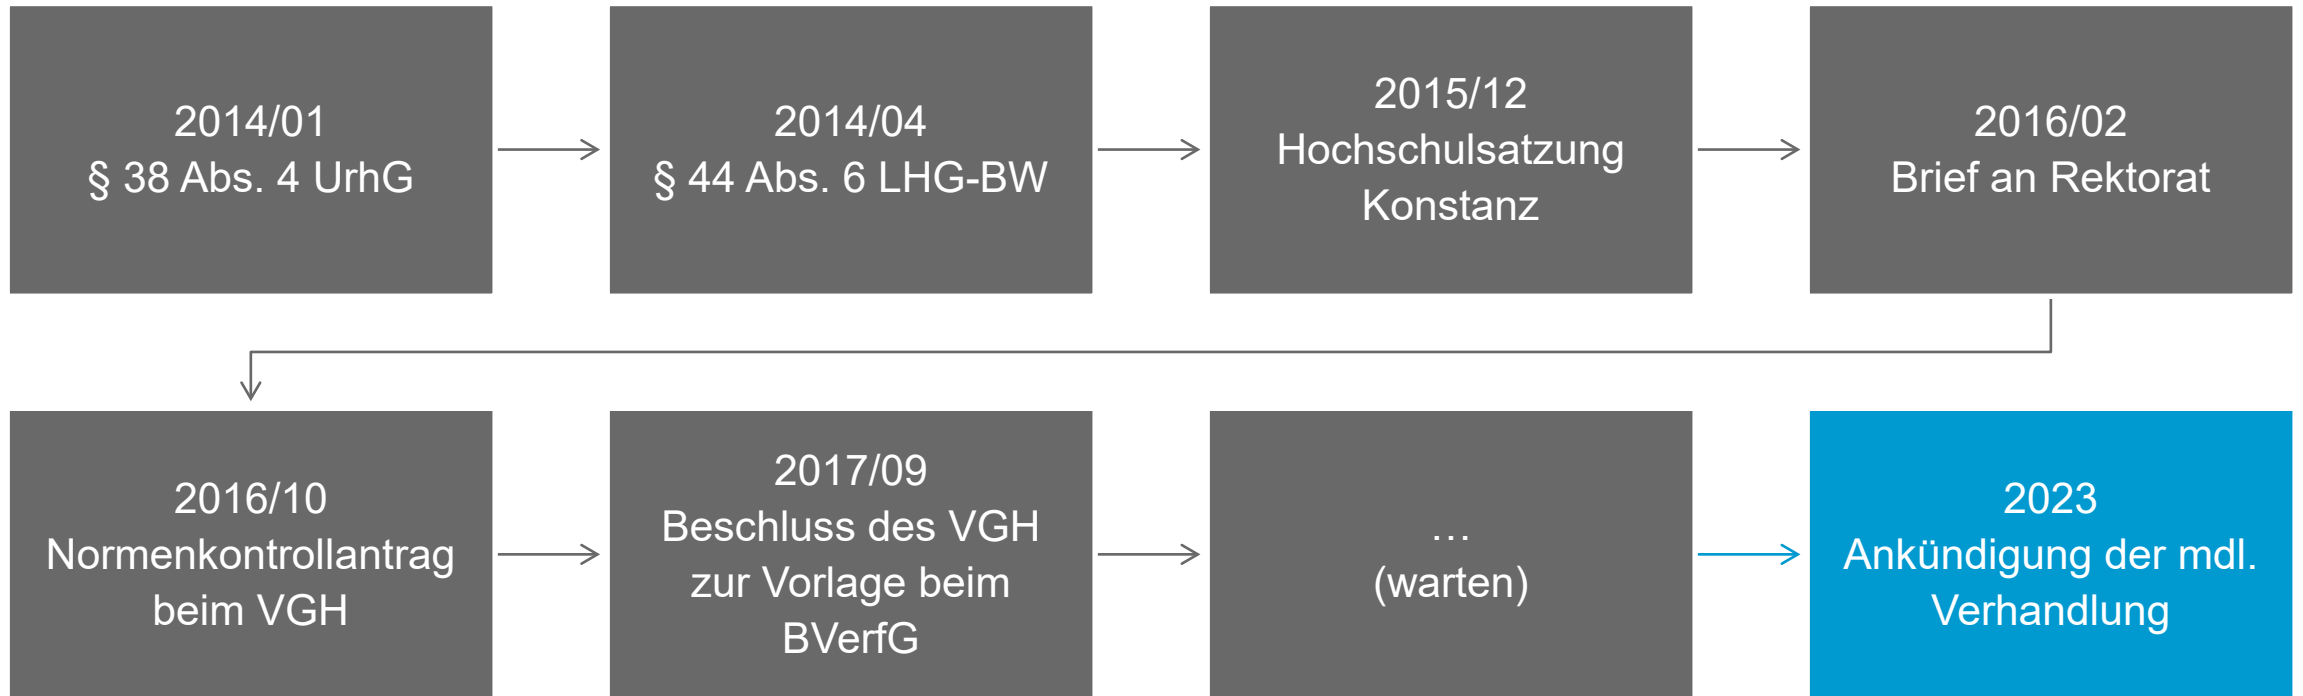 2014/01
§ 38 Abs. 4 UrhG
2014/04
§ 44 Abs. 6 LHG-BW
2015/12
Hochschulsatzung
Konstanz
2016/02
Brief an Rektorat
2016/10
Normenkontrollantrag
beim VGH
2017/09
Beschluss des VGH
zur Vorlage beim
BVerfG
…
(warten)
2023
Ankündigung der mdl.
Verhandlung